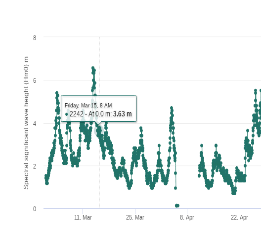 Spectral significant wave height (Hm0) m
8
6
4
2
0
Friday, Mar 15, 8 AM
● 2242 - At 0.0 m: 3.63 m
11. Mar
25. Mar
8. Apr
22. Apr